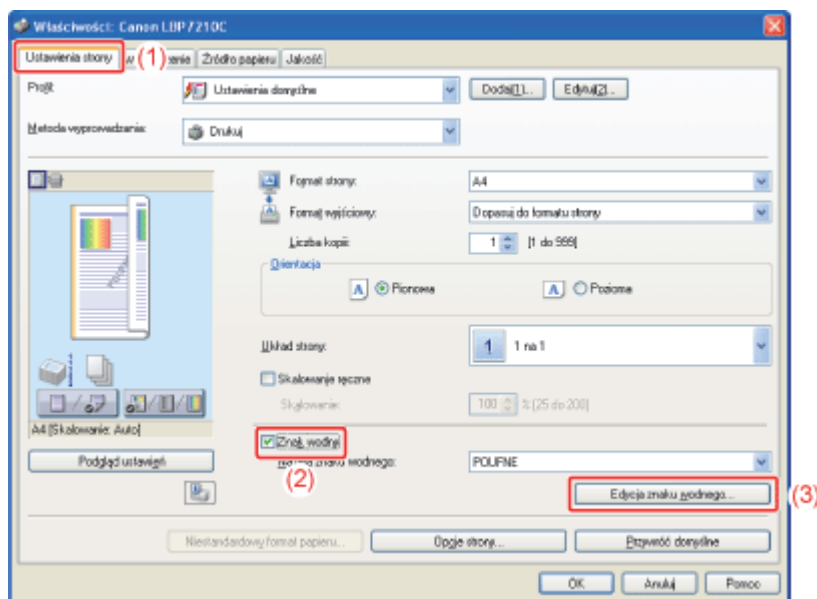 Właściwości: Canon LBP7210C
Ustawienia strony (1) Źródło papieru Jakość
Profil: Ustawienia domyślne Dodaj(1)... Edytuj(2)...
Metoda wyprowadzania: Drukuj
Format strony: A4
Format wyjściowy: Dopasuj do formatu strony
Liczba kopii: 1 [1 do 999]
Orientacja
A Pionowa A Pozioma
Układ strony: 1 1 na 1
Skalowanie ręczne
Skalowanie: 100 % [25 do 200]
A4 [Skalowanie: Auto]
Znak wodny
(2) znaku wodnego: POUFNE
Podgląd ustawień
Edycja znaku wodnego... (3)
Niestandardowy format papieru... Opcje strony... Przywróć domyślne
OK Anuluj Pomoc